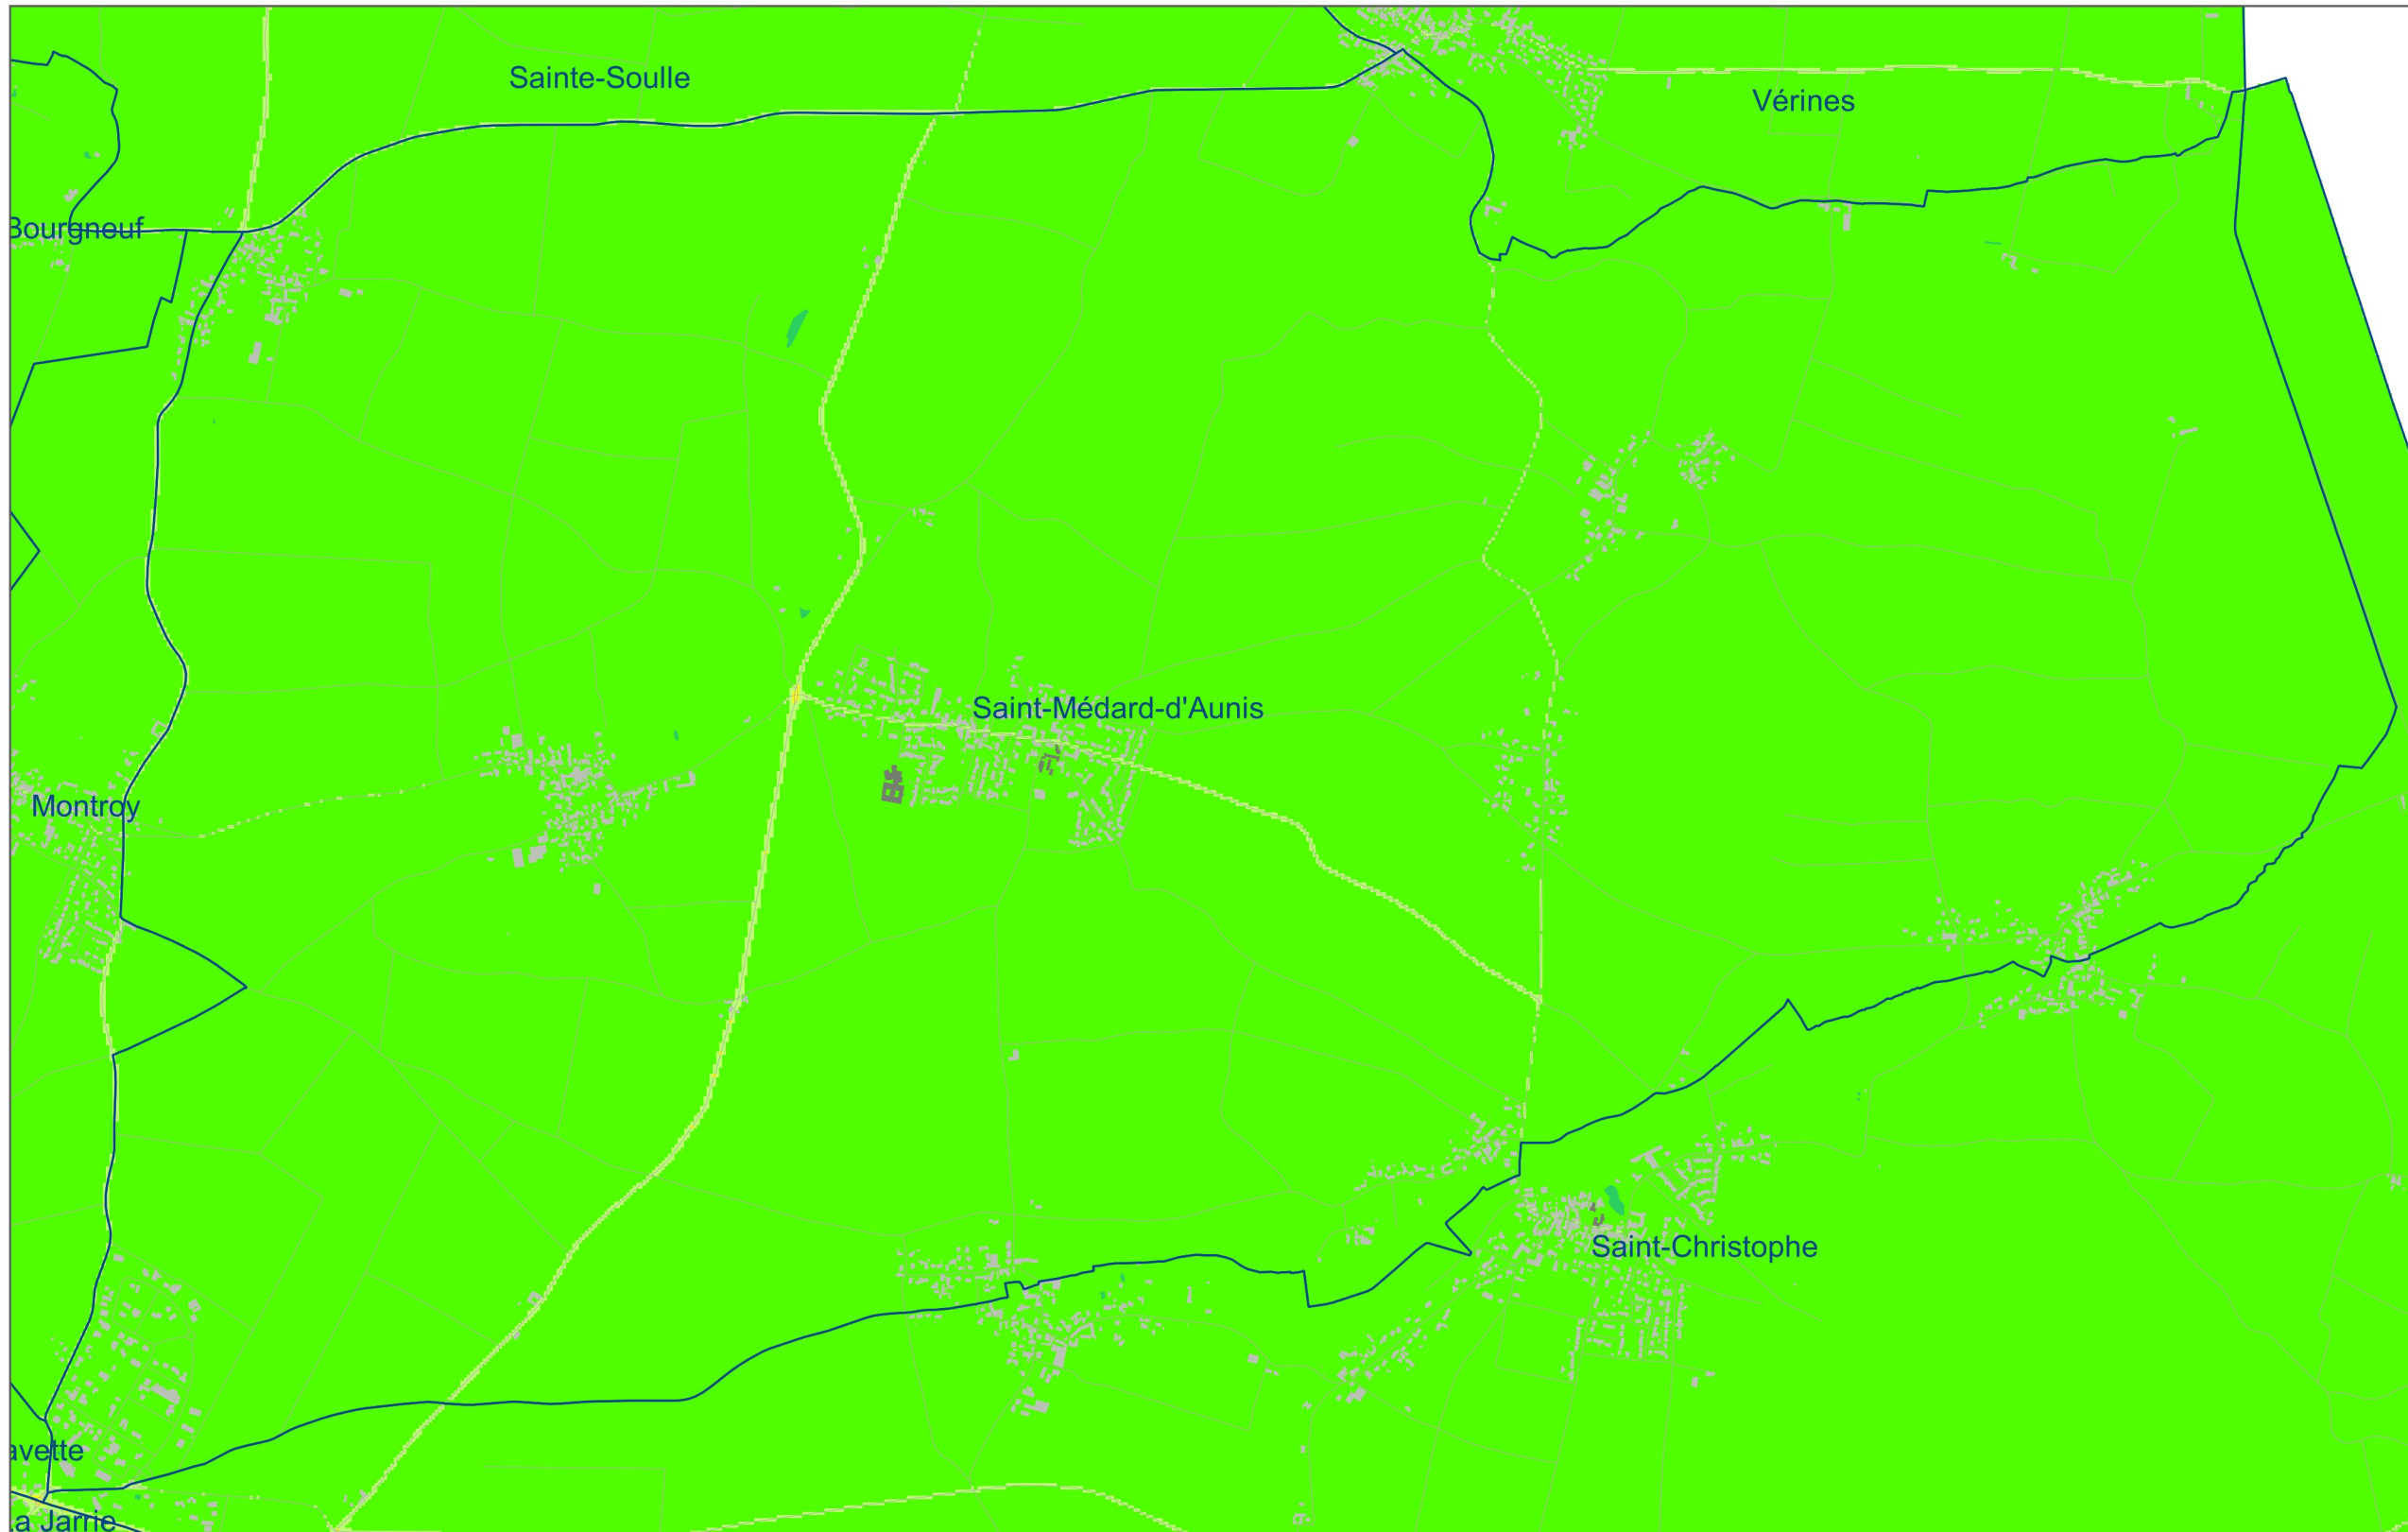 Sainte-Soulle
Vérines
Bourgneuf
Saint-Médard-d'Aunis
Montroy
Saint-Christophe
avette
a Jarrie